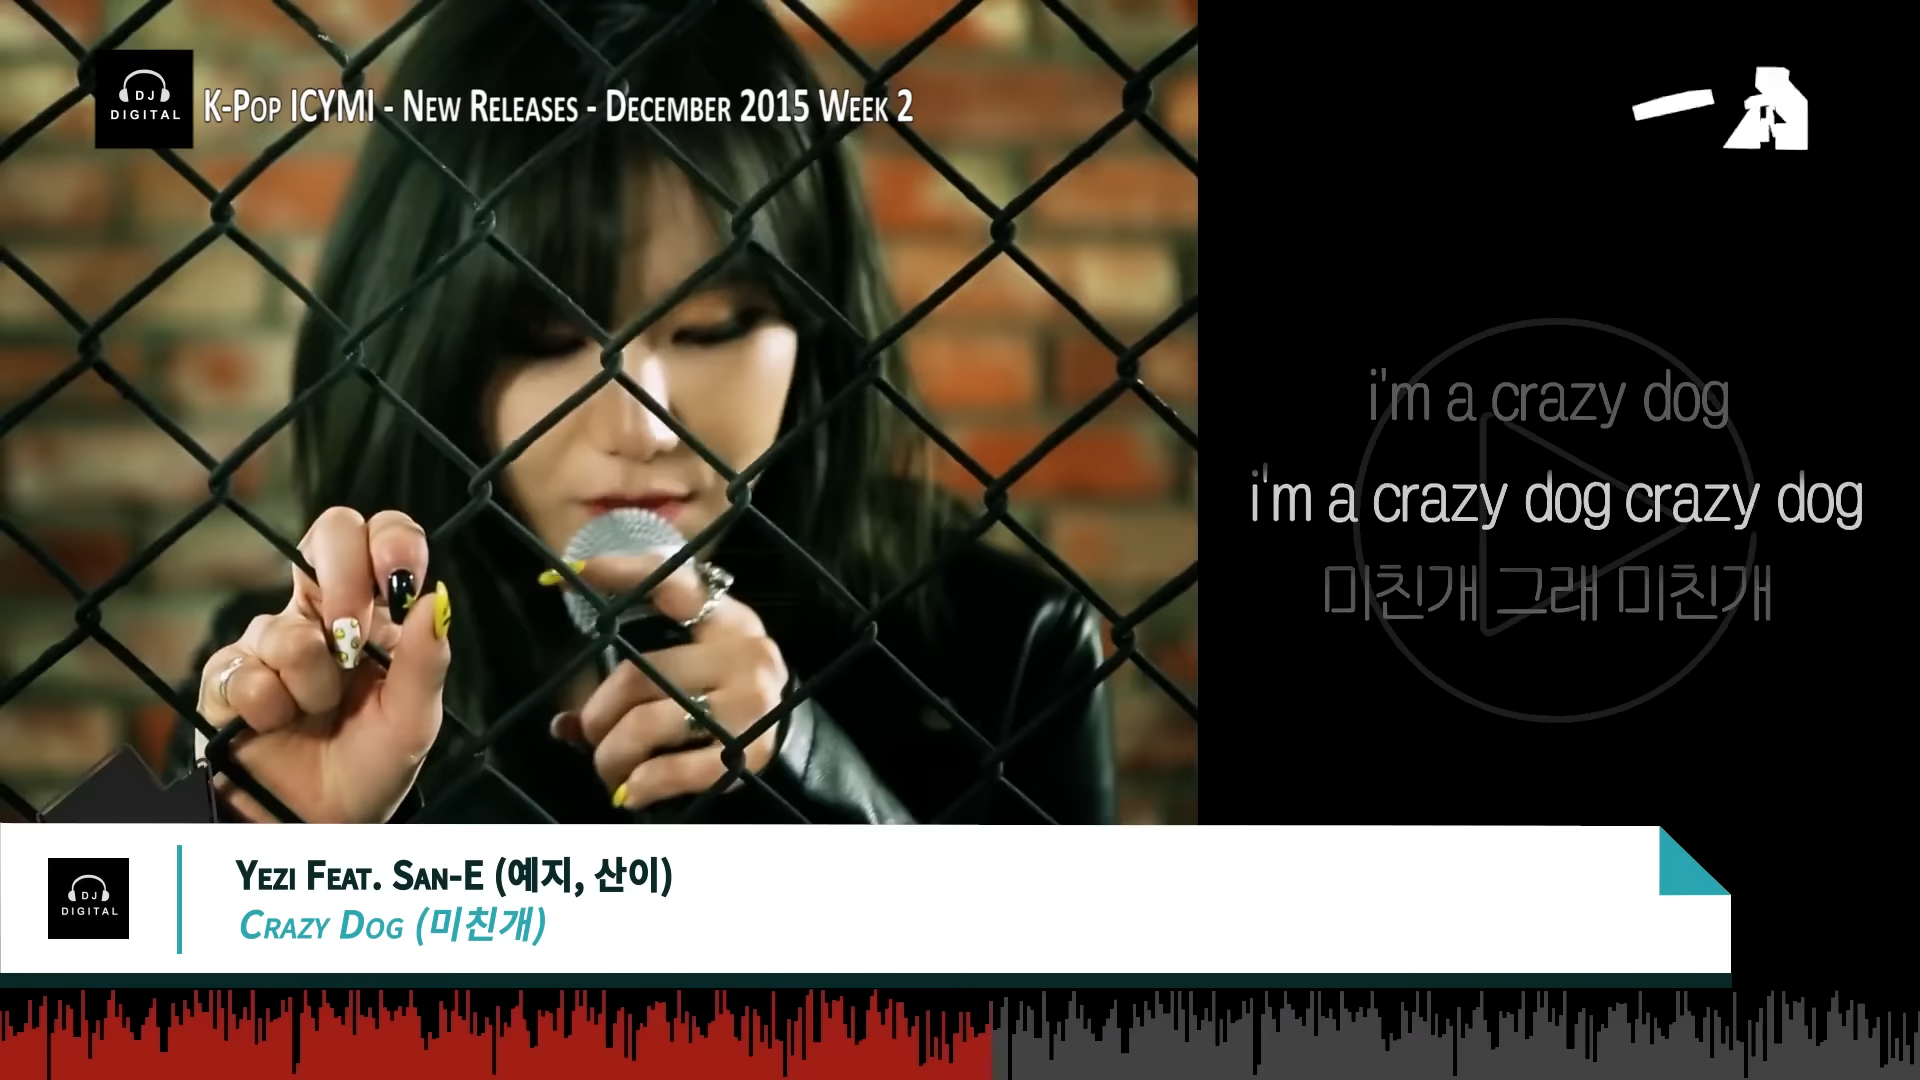 DJ
DIGITAL
K-Pop ICYMI - New Releases - December 2015 Week 2
i'm a crazy dog
i'm a crazy dog crazy dog
미친개 그래 미친개
DJ
DIGITAL
Yezi Feat. San-E (예지, 산이)
Crazy Dog (미친개)